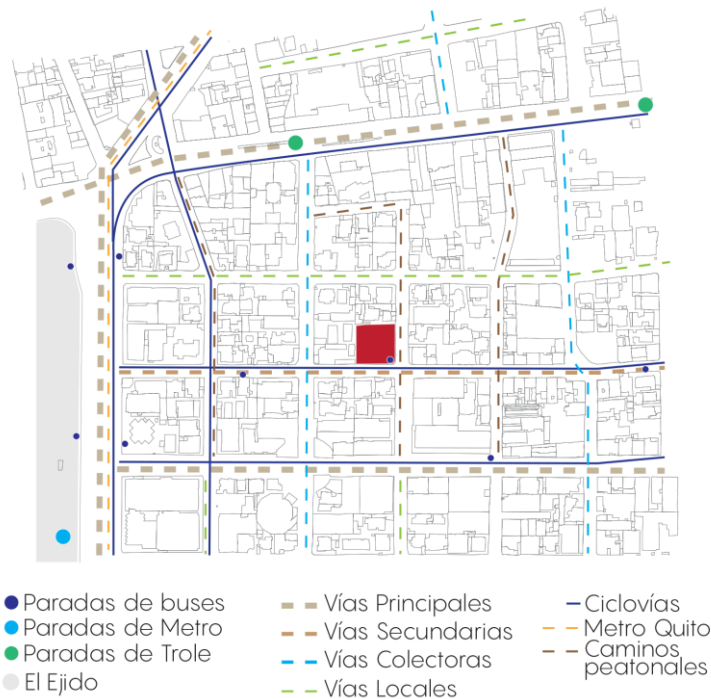 Paradas de buses
Paradas de Metro
Paradas de Trole
El Ejido
Vías Principales
Vías Secundarias
Vías Colectoras
Vías Locales
Ciclovías
Metro Quito
Caminos
peatonales